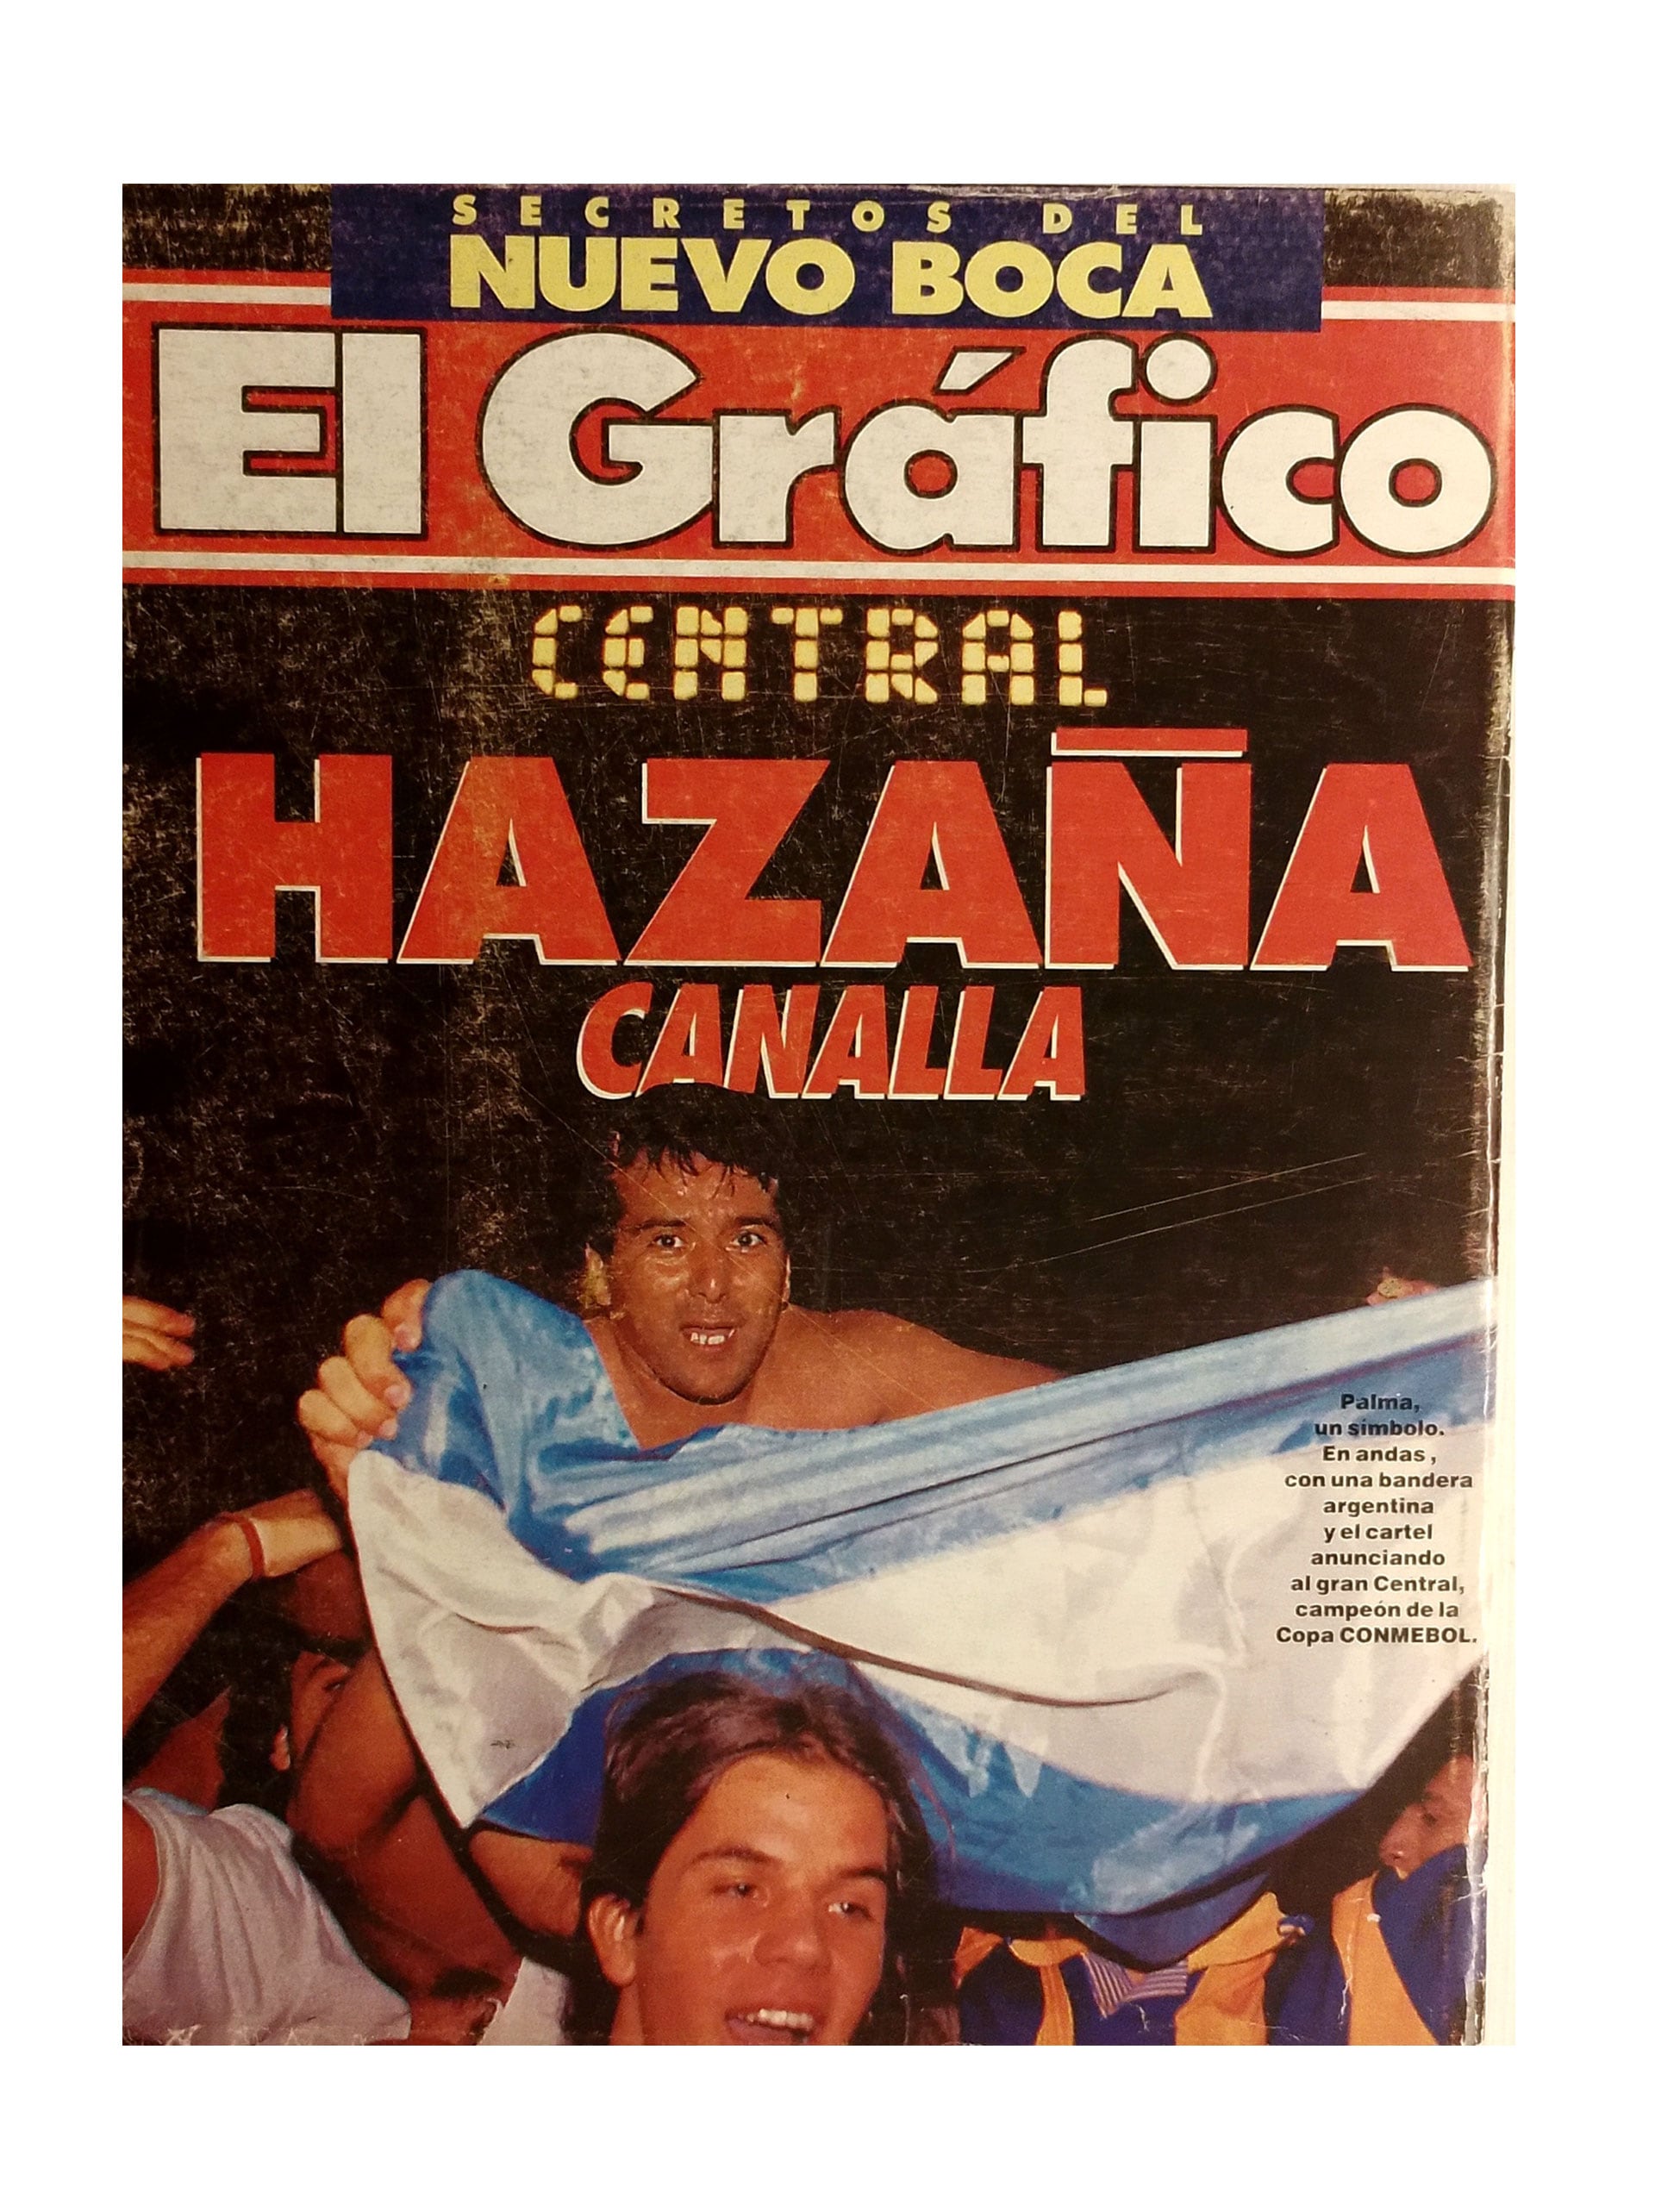 SECRETOS DEL
NUEVO BOCA
El Gráfico
CENTRAL
HAZAÑA
CANALLA
Palma,
un símbolo.
En andas,
con una bandera
argentina
y el cartel
anunciando
al gran Central,
campeón de la
Copa CONMEBOL.